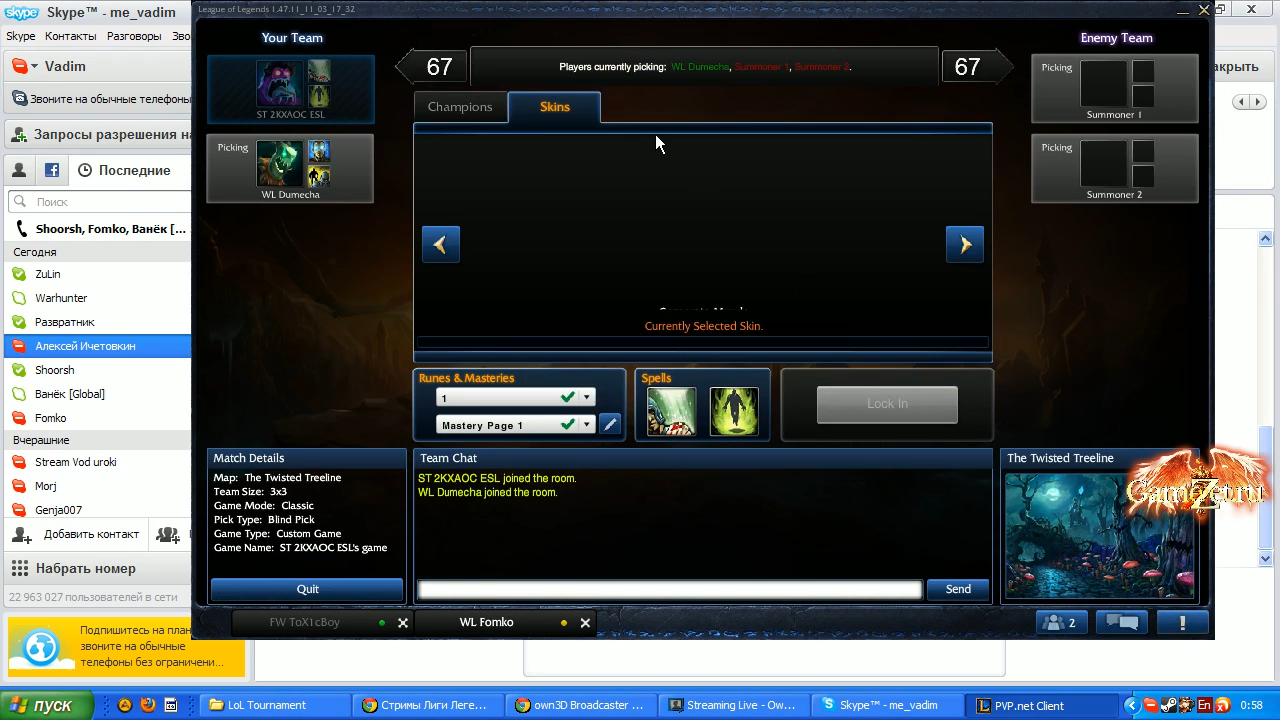 Skype™ - me_vadim
League of Legends 1.47.11_11_03_17_32
Skype Контакты Разговоры
Vadim
Звонки на обычные телефоны
Запросы разрешения на
Последние
Поиск
Shoorsh, Fomko, Ванёк [...
Сегодня
ZuLin
Warhunter
Развратник
Алексей Ичетовкин
Shoorsh
Ванёк [Global]
Fomko
Вчерашние
Stream Vod uroki
Morj
Genja007
Добавить контакт
Набрать номер
22 963 027 пользователей в сети
Подпишитесь на план
звоните на обычные
телефоны без ограничени...
Your Team
ST 2KXAOC ESL
Picking
WL Dumecha
67
Players currently picking: WL Dumecha, Summoner 1, Summoner 2.
67
Enemy Team
Picking
Summoner 1
Picking
Summoner 2
Champions
Skins
Currently Selected Skin.
Runes & Masteries
1
Mastery Page 1
Spells
Lock In
Match Details
Map: The Twisted Treeline
Team Size: 3x3
Game Mode: Classic
Pick Type: Blind Pick
Game Type: Custom Game
Game Name: ST 2KXAOC ESL's game
Quit
Team Chat
ST 2KXAOC ESL joined the room.
WL Dumecha joined the room.
Send
The Twisted Treeline
GameZet.ru
FW ToX1cBoy
WL Fomko
2
пуск
LoL Tournament
Стримы Лиги Леге...
own3D Broadcaster ...
Streaming Live - Ow...
Skype™ - me_vadim
PVP.net Client
En
0:58